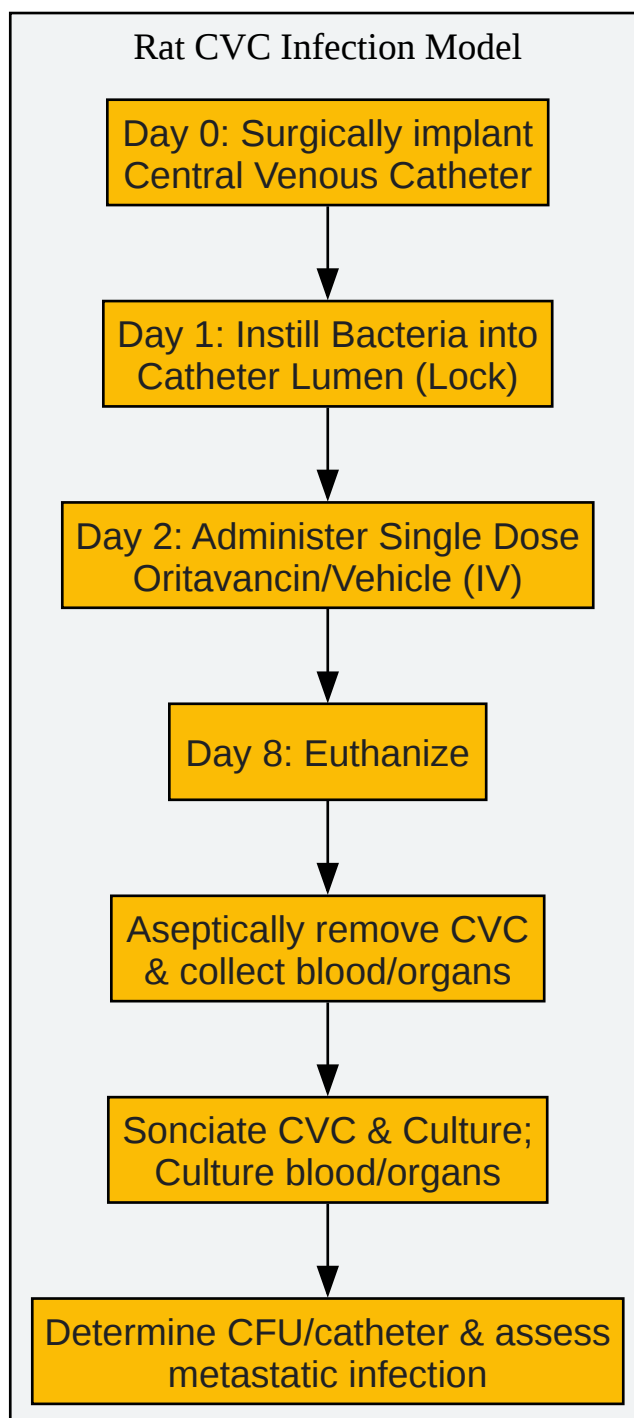 Rat CVC Infection Model
Day 0: Surgically implant
Central Venous Catheter
Day 1: Instill Bacteria into
Catheter Lumen (Lock)
Day 2: Administer Single Dose
Oritavancin/Vehicle (IV)
Day 8: Euthanize
Aseptically remove CVC
& collect blood/organs
Sonciate CVC & Culture;
Culture blood/organs
Determine CFU/catheter & assess
metastatic infection